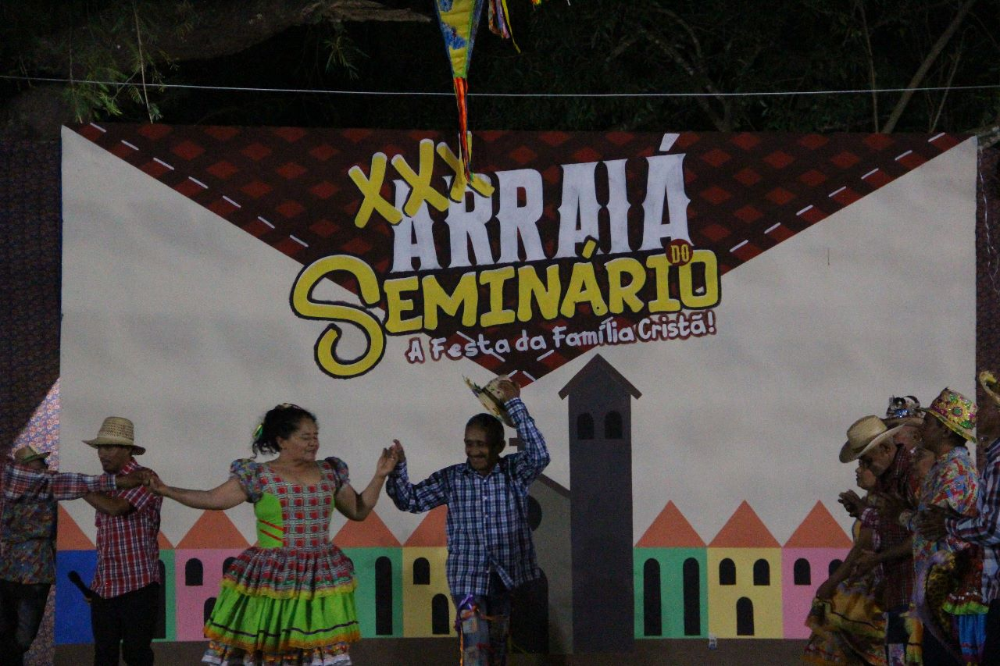 XXX
ARRAIÁ
DO
SEMINÁRIO
A Festa da Família Cristã!